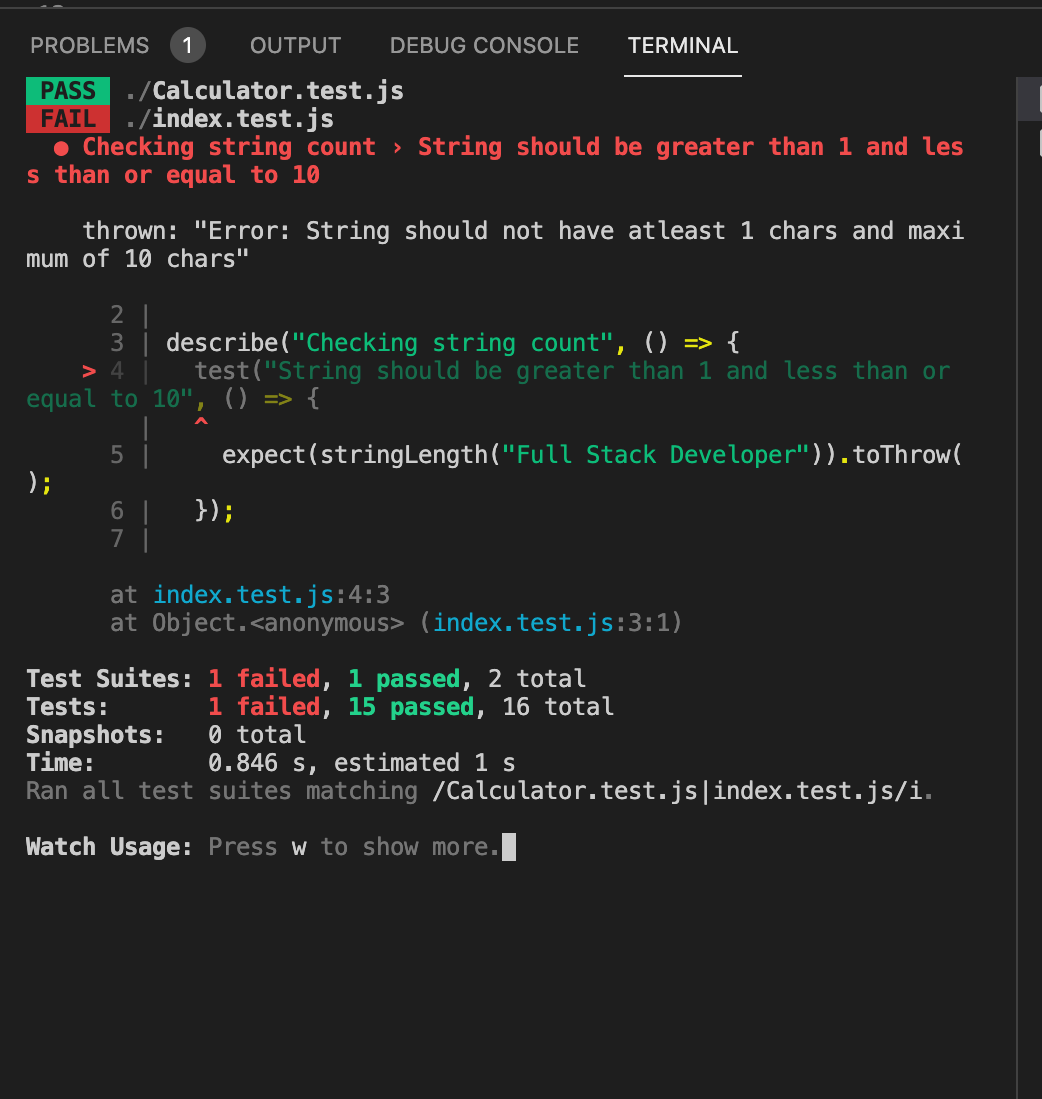 PROBLEMS 1 OUTPUT DEBUG CONSOLE TERMINAL
PASS ./Calculator.test.js
FAIL ./index.test.js
● Checking string count › String should be greater than 1 and les
s than or equal to 10
thrown: "Error: String should not have atleast 1 chars and maxi
mum of 10 chars"
2 |
3 | describe("Checking string count", () => {
> 4 | test("String should be greater than 1 and less than or
equal to 10", () => {
| ^
5 | expect(stringLength("Full Stack Developer")).toThrow(
);
6 | });
7 |
at index.test.js:4:3
at Object.<anonymous> (index.test.js:3:1)
Test Suites: 1 failed, 1 passed, 2 total
Tests: 1 failed, 15 passed, 16 total
Snapshots: 0 total
Time: 0.846 s, estimated 1 s
Ran all test suites matching /Calculator.test.js|index.test.js/i.
Watch Usage: Press w to show more.